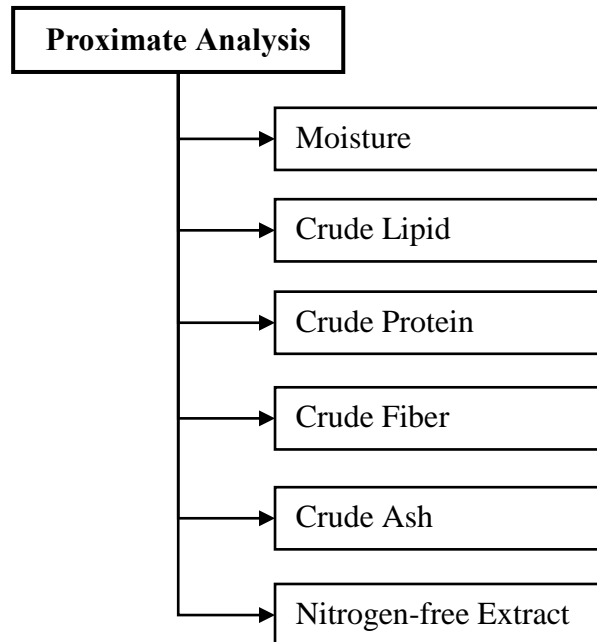 Proximate Analysis
Moisture
Crude Lipid
Crude Protein
Crude Fiber
Crude Ash
Nitrogen-free Extract